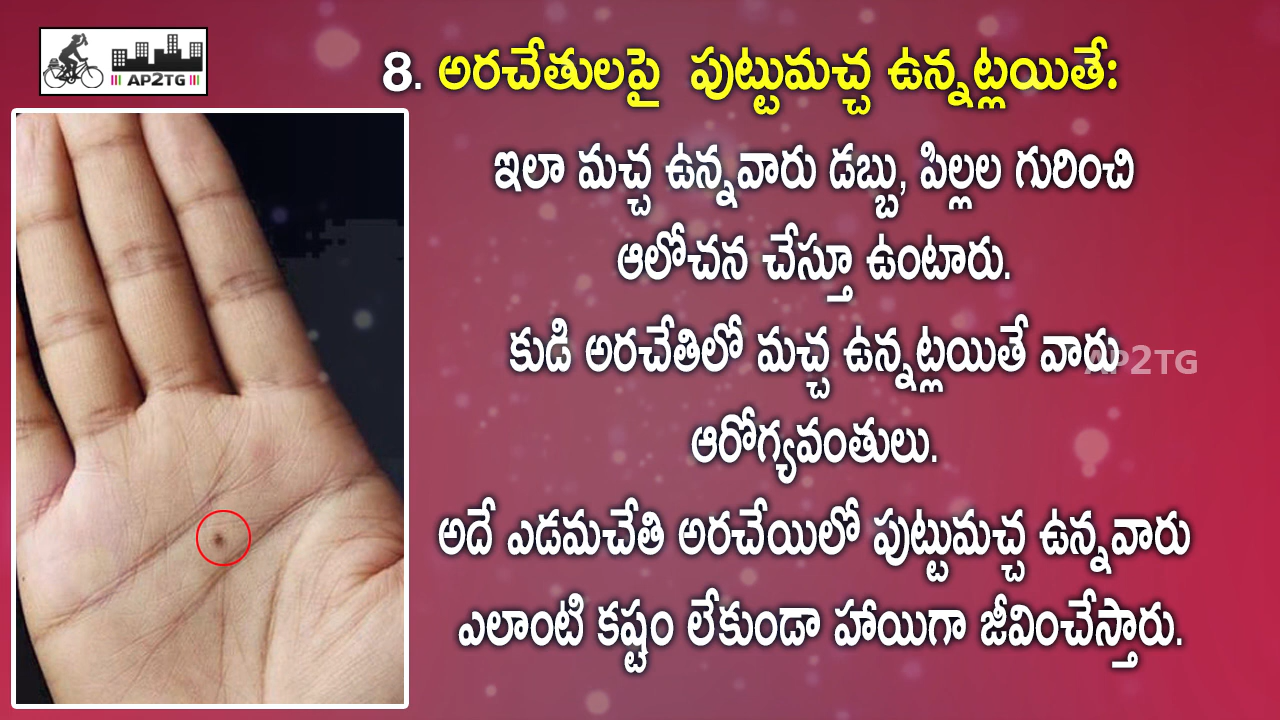 AP2TG
8. అరచేతులపై పుట్టుమచ్చ ఉన్నట్లయితే:
ఇలా మచ్చ ఉన్నవారు డబ్బు, పిల్లల గురించి
ఆలోచన చేస్తూ ఉంటారు.
కుడి అరచేతిలో మచ్చ ఉన్నట్లయితే వారు
AP2TG
ఆరోగ్యవంతులు.
అదే ఎడమచేతి అరచేయిలో పుట్టుమచ్చ ఉన్నవారు
ఎలాంటి కష్టం లేకుండా హాయిగా జీవించేస్తారు.